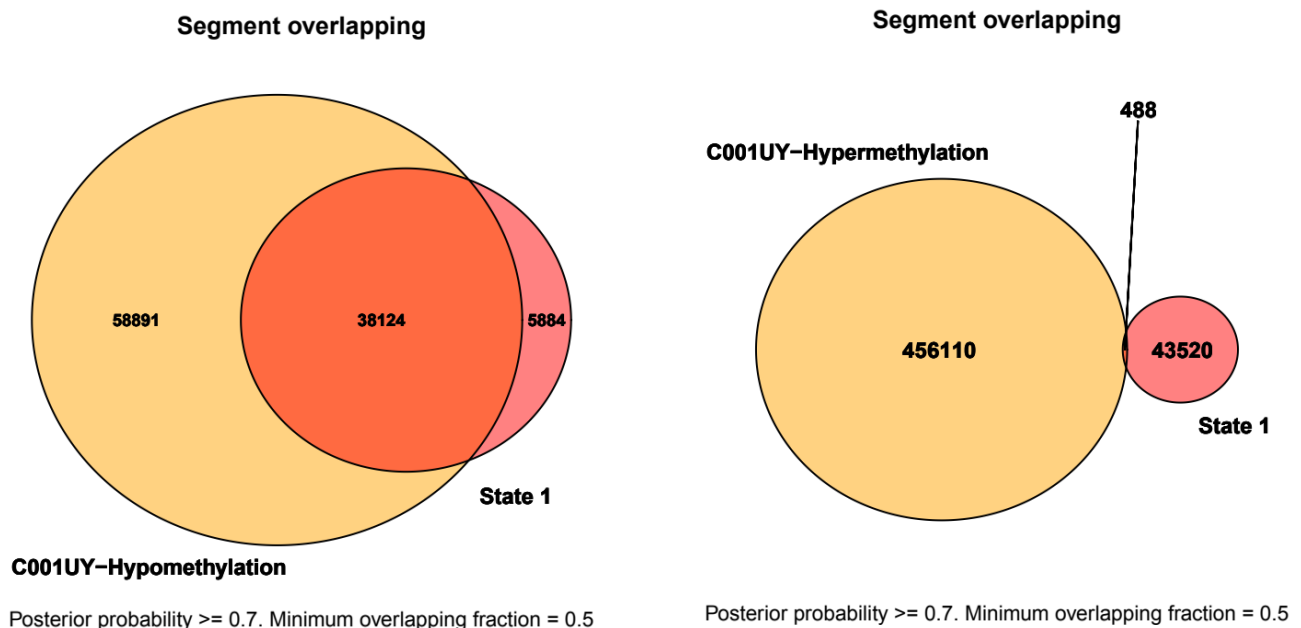 Segment overlapping
58891
38124
5884
State 1
C001UY−Hypomethylation
Posterior probability >= 0.7. Minimum overlapping fraction = 0.5
Segment overlapping
488
C001UY−Hypermethylation
456110
43520
State 1
Posterior probability >= 0.7. Minimum overlapping fraction = 0.5